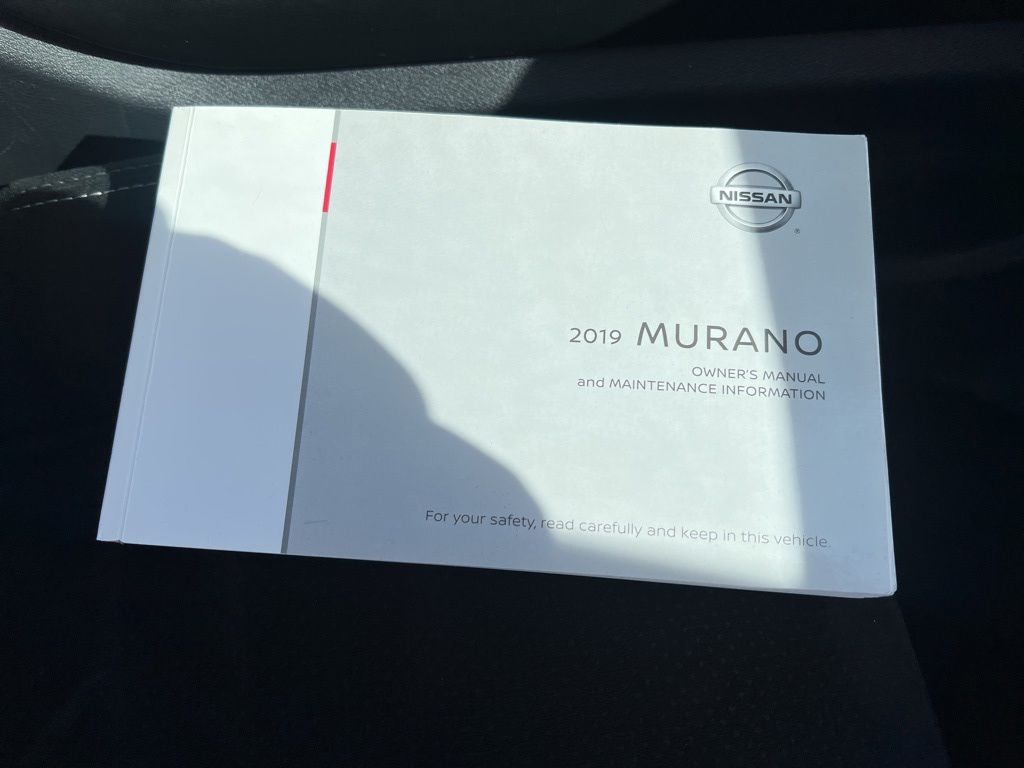 NISSAN
®
2019 MURANO
OWNER'S MANUAL
and MAINTENANCE INFORMATION
For your safety, read carefully and keep in this vehicle.